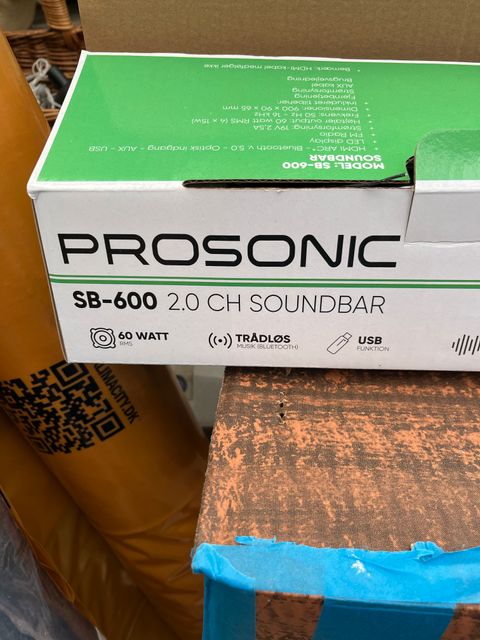 MODEL: SB-600
SOUNDBAR
• HDMI ARC - Bluetooth v. 5.0 - Optisk indgang - AUX - USB
• LED display
• FM Radio
• Strømforsyning: 19V 2.5A
• Højtaler output: 60 watt RMS (4 x 15w)
• Frekvens: 50 Hz - 16 kHz
• Dimensioner: 900 x 90 x 65 mm
• Inkluderet tilbehør:
Fjernbetjening
Strømforsyning
AUX kabel
Brugsvejledning
• Bemærk: HDMI-kabel medfølger ikke
PROSONIC
SB-600 2.0 CH SOUNDBAR
60 WATT
RMS
TRÅDLØS
MUSIK (BLUETOOTH)
USB
FUNKTION